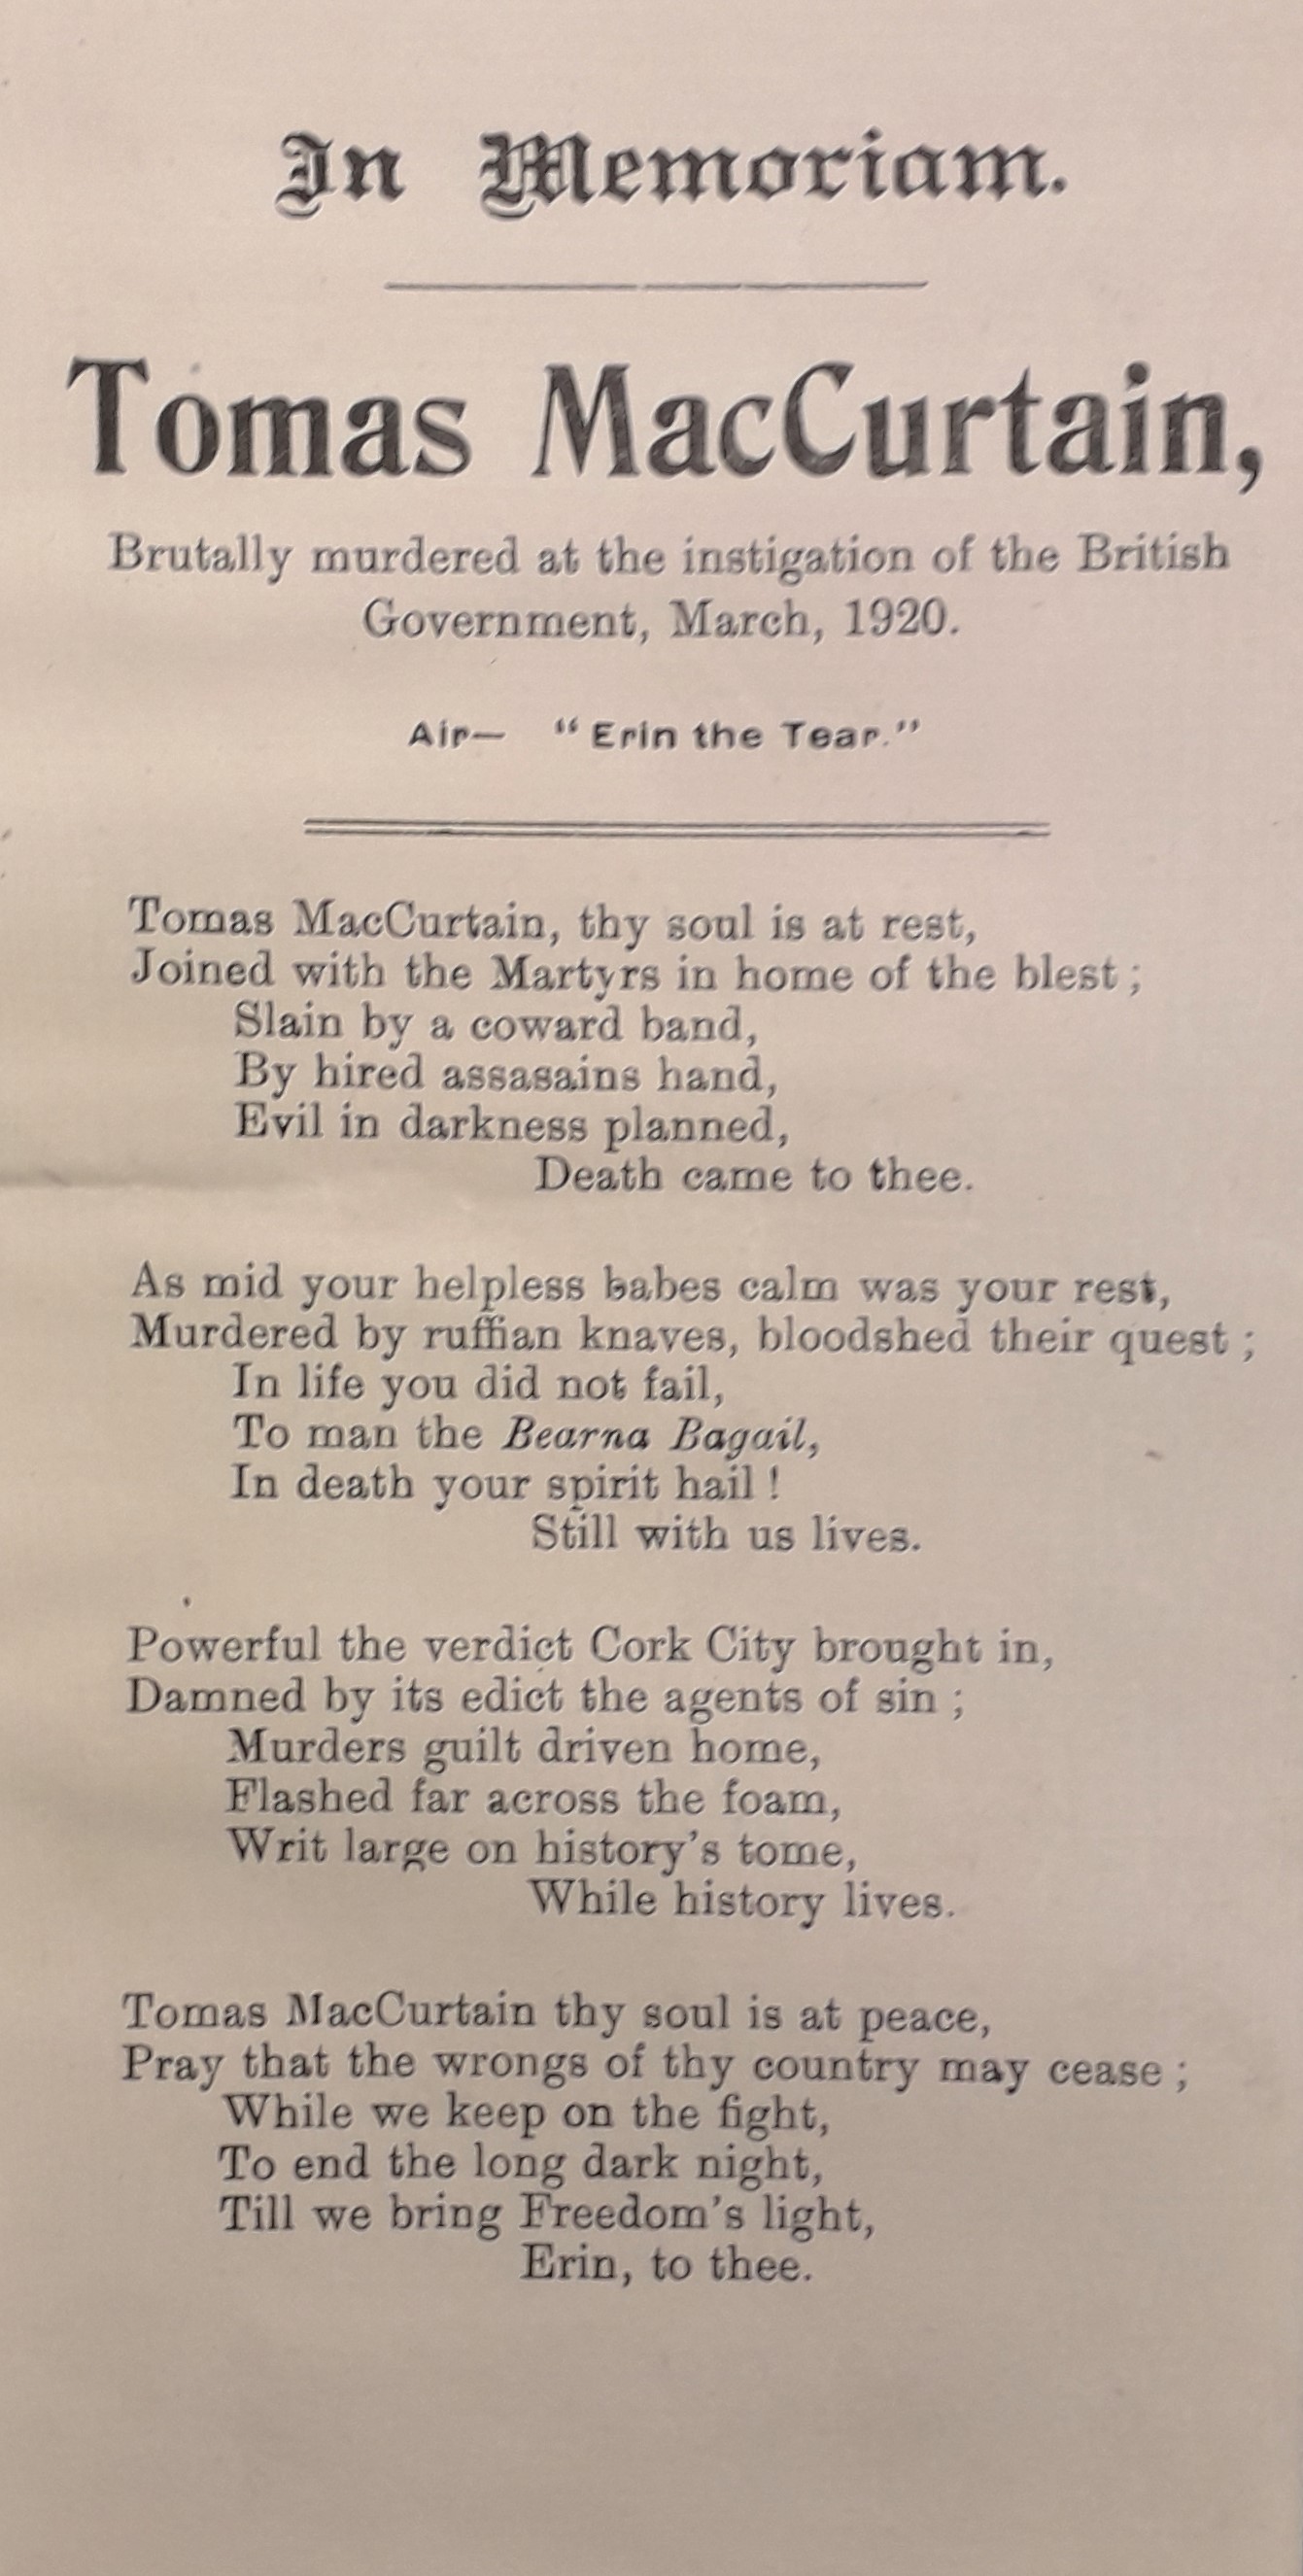 In Memoriam.
Tomas MacCurtain,
Brutally murdered at the instigation of the British
Government, March, 1920.
Air— "Erin the Tear."
Tomas MacCurtain, thy soul is at rest,
Joined with the Martyrs in home of the blest ;
Slain by a coward band,
By hired assasains hand,
Evil in darkness planned,
Death came to thee.
As mid your helpless babes calm was your rest,
Murdered by ruffian knaves, bloodshed their quest ;
In life you did not fail,
To man the Bearna Bagail,
In death your spirit hail !
Still with us lives.
Powerful the verdict Cork City brought in,
Damned by its edict the agents of sin ;
Murders guilt driven home,
Flashed far across the foam,
Writ large on history's tome,
While history lives.
Tomas MacCurtain thy soul is at peace,
Pray that the wrongs of thy country may cease ;
While we keep on the fight,
To end the long dark night,
Till we bring Freedom's light,
Erin, to thee.